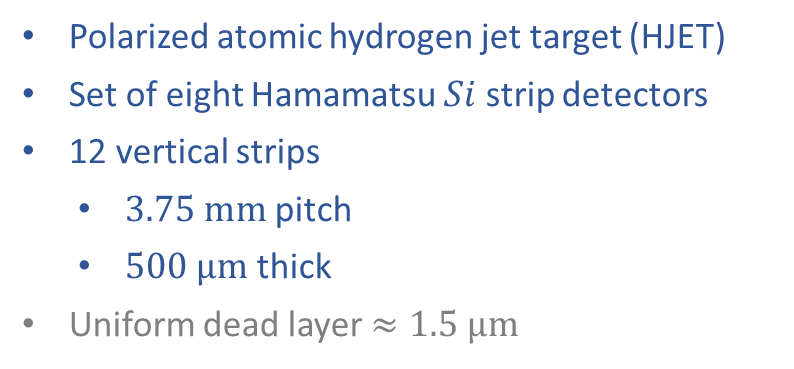 • Polarized atomic hydrogen jet target (HJET)
• Set of eight Hamamatsu Si strip detectors
• 12 vertical strips
• 3.75 mm pitch
• 500 μm thick
• Uniform dead layer ≈ 1.5 μm